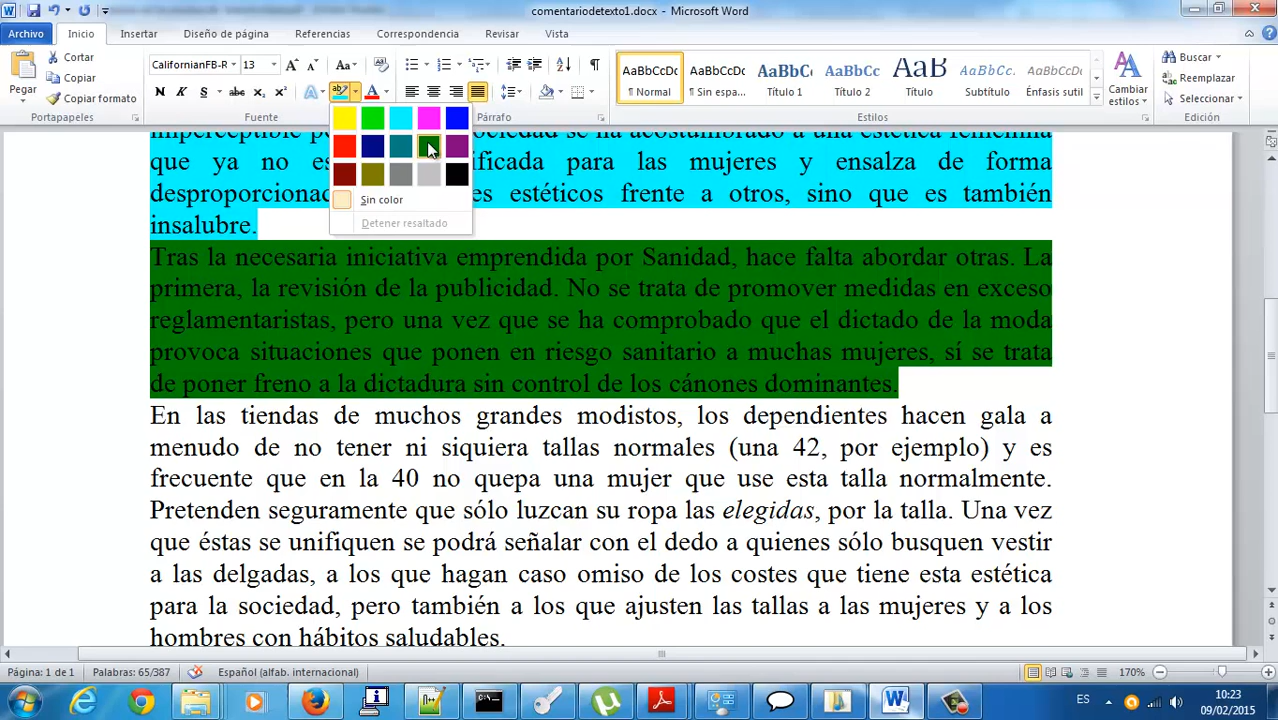 comentariodetexto1.docx - Microsoft Word
Archivo Inicio Insertar Diseño de página Referencias Correspondencia Revisar Vista
Pegar
Cortar
Copiar
Copiar formato
Portapapeles
CalifornianFB-R 13
Fuente
Párrafo
AaBbCcDc
¶ Normal
AaBbCcDc
¶ Sin espa...
AaBbCc
Título 1
AaBbCc
Título 2
AaB
Título
AaBbCc.
Subtítulo
Cambiar estilos
Estilos
Buscar
Reemplazar
Seleccionar
Edición
Sin color
Detener resaltado
que ya no es ificada para las mujeres y ensalza de forma
desproporcionad es estéticos frente a otros, sino que es también
insalubre.
Tras la necesaria iniciativa emprendida por Sanidad, hace falta abordar otras. La
primera, la revisión de la publicidad. No se trata de promover medidas en exceso
reglamentaristas, pero una vez que se ha comprobado que el dictado de la moda
provoca situaciones que ponen en riesgo sanitario a muchas mujeres, sí se trata
de poner freno a la dictadura sin control de los cánones dominantes.
En las tiendas de muchos grandes modistos, los dependientes hacen gala a
menudo de no tener ni siquiera tallas normales (una 42, por ejemplo) y es
frecuente que en la 40 no quepa una mujer que use esta talla normalmente.
Pretenden seguramente que sólo luzcan su ropa las elegidas, por la talla. Una vez
que éstas se unifiquen se podrá señalar con el dedo a quienes sólo busquen vestir
a las delgadas, a los que hagan caso omiso de los costes que tiene esta estética
para la sociedad, pero también a los que ajusten las tallas a las mujeres y a los
hombres con hábitos saludables.
Página: 1 de 1 Palabras: 65/387 Español (alfab. internacional) 170%
ES 10:23
09/02/2015